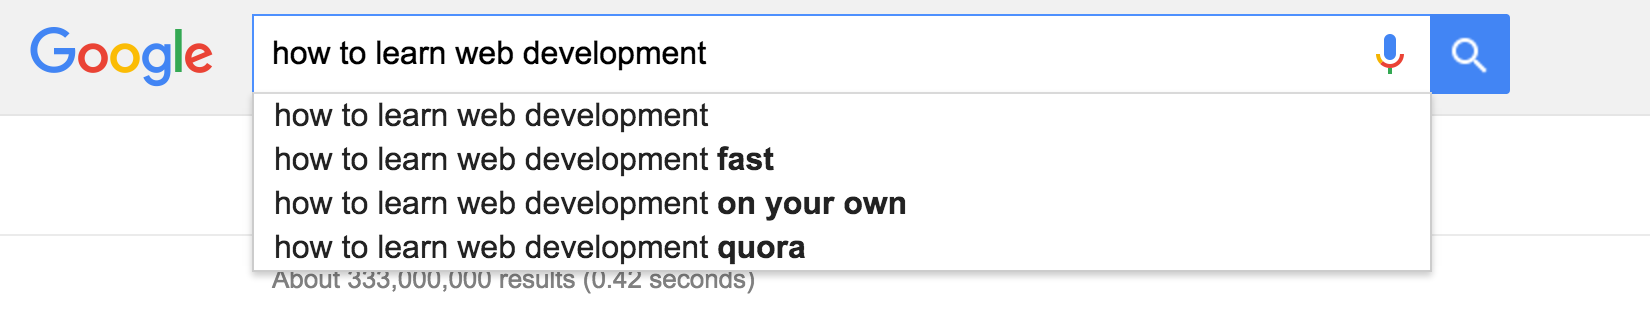 Google
how to learn web development
how to learn web development
how to learn web development fast
how to learn web development on your own
how to learn web development quora
About 333,000,000 results (0.42 seconds)